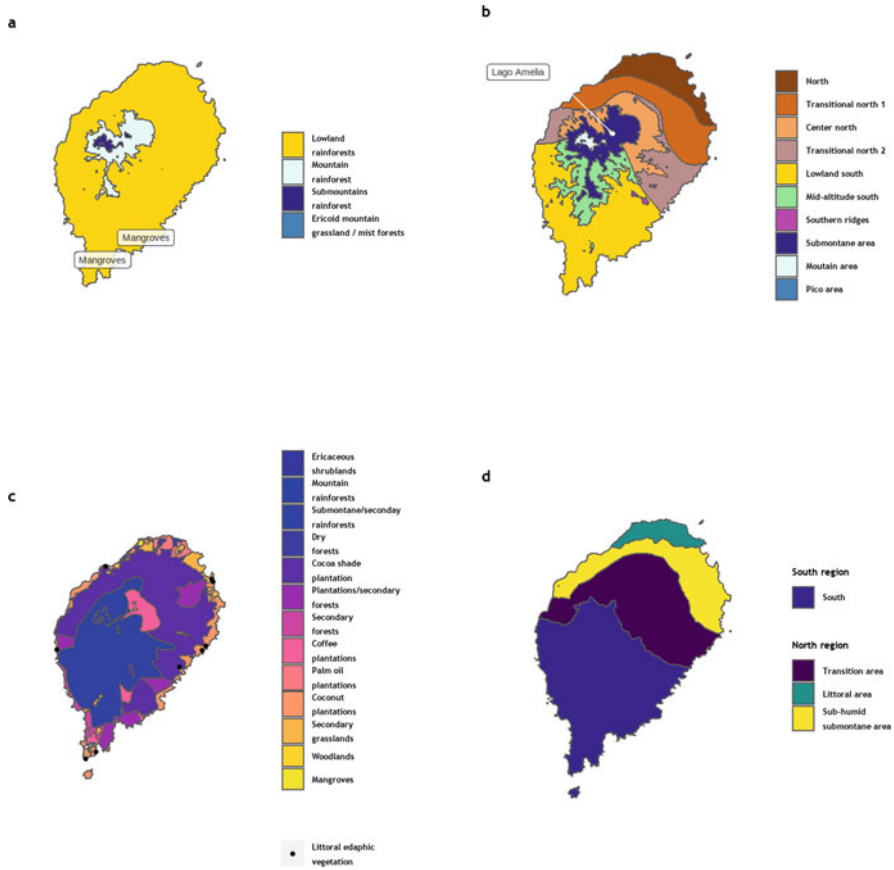 a
Lowland
rainforests
Mountain
rainforest
Submountains
rainforest
Ericoid mountain
grassland / mist forests
Mangroves
Mangroves
b
Lago Amelia
North
Transitional north 1
Center north
Transitional north 2
Lowland south
Mid-altitude south
Southern ridges
Submontane area
Moutain area
Pico area
c
Ericaceous
shrublands
Mountain
rainforests
Submontane/seconday
rainforests
Dry
forests
Cocoa shade
plantation
Plantations/secondary
forests
Secondary
forests
Coffee
plantations
Palm oil
plantations
Coconut
plantations
Secondary
grasslands
Woodlands
Mangroves
Littoral edaphic
vegetation
d
South region
South
North region
Transition area
Littoral area
Sub-humid
submontane area